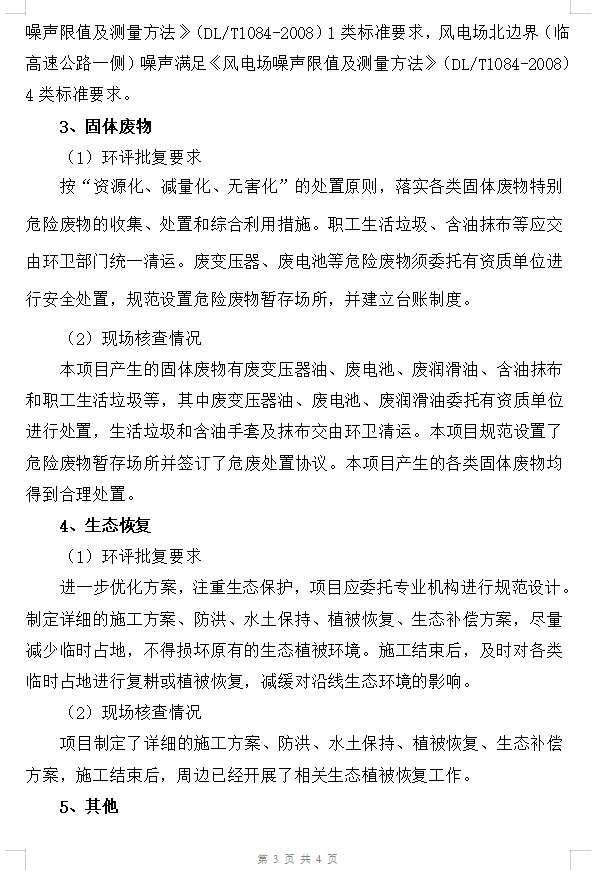 噪声限值及测量方法》（DL/T1084-2008）1 类标准要求，风电场北边界（临
高速公路一侧）噪声满足《风电场噪声限值及测量方法》（DL/T1084-2008）
4 类标准要求。
3、固体废物
（1）环评批复要求
按“资源化、减量化、无害化”的处置原则，落实各类固体废物特别
危险废物的收集、处置和综合利用措施。职工生活垃圾、含油抹布等应交
由环卫部门统一清运。废变压器、废电池等危险废物须委托有资质单位进
行安全处置，规范设置危险废物暂存场所，并建立台账制度。
（2）现场核查情况
本项目产生的固体废物有废变压器油、废电池、废润滑油、含油抹布
和职工生活垃圾等，其中废变压器油、废电池、废润滑油委托有资质单位
进行处置，生活垃圾和含油手套及抹布交由环卫清运。本项目规范设置了
危险废物暂存场所并签订了危废处置协议。本项目产生的各类固体废物均
得到合理处置。
4、生态恢复
（1）环评批复要求
进一步优化方案，注重生态保护，项目应委托专业机构进行规范设计。
制定详细的施工方案、防洪、水土保持、植被恢复、生态补偿方案，尽量
减少临时占地，不得损坏原有的生态植被环境。施工结束后，及时对各类
临时占地进行复耕或植被恢复，减缓对沿线生态环境的影响。
（2）现场核查情况
项目制定了详细的施工方案、防洪、水土保持、植被恢复、生态补偿
方案，施工结束后，周边已经开展了相关生态植被恢复工作。
5、其他
第 3 页 共 4 页